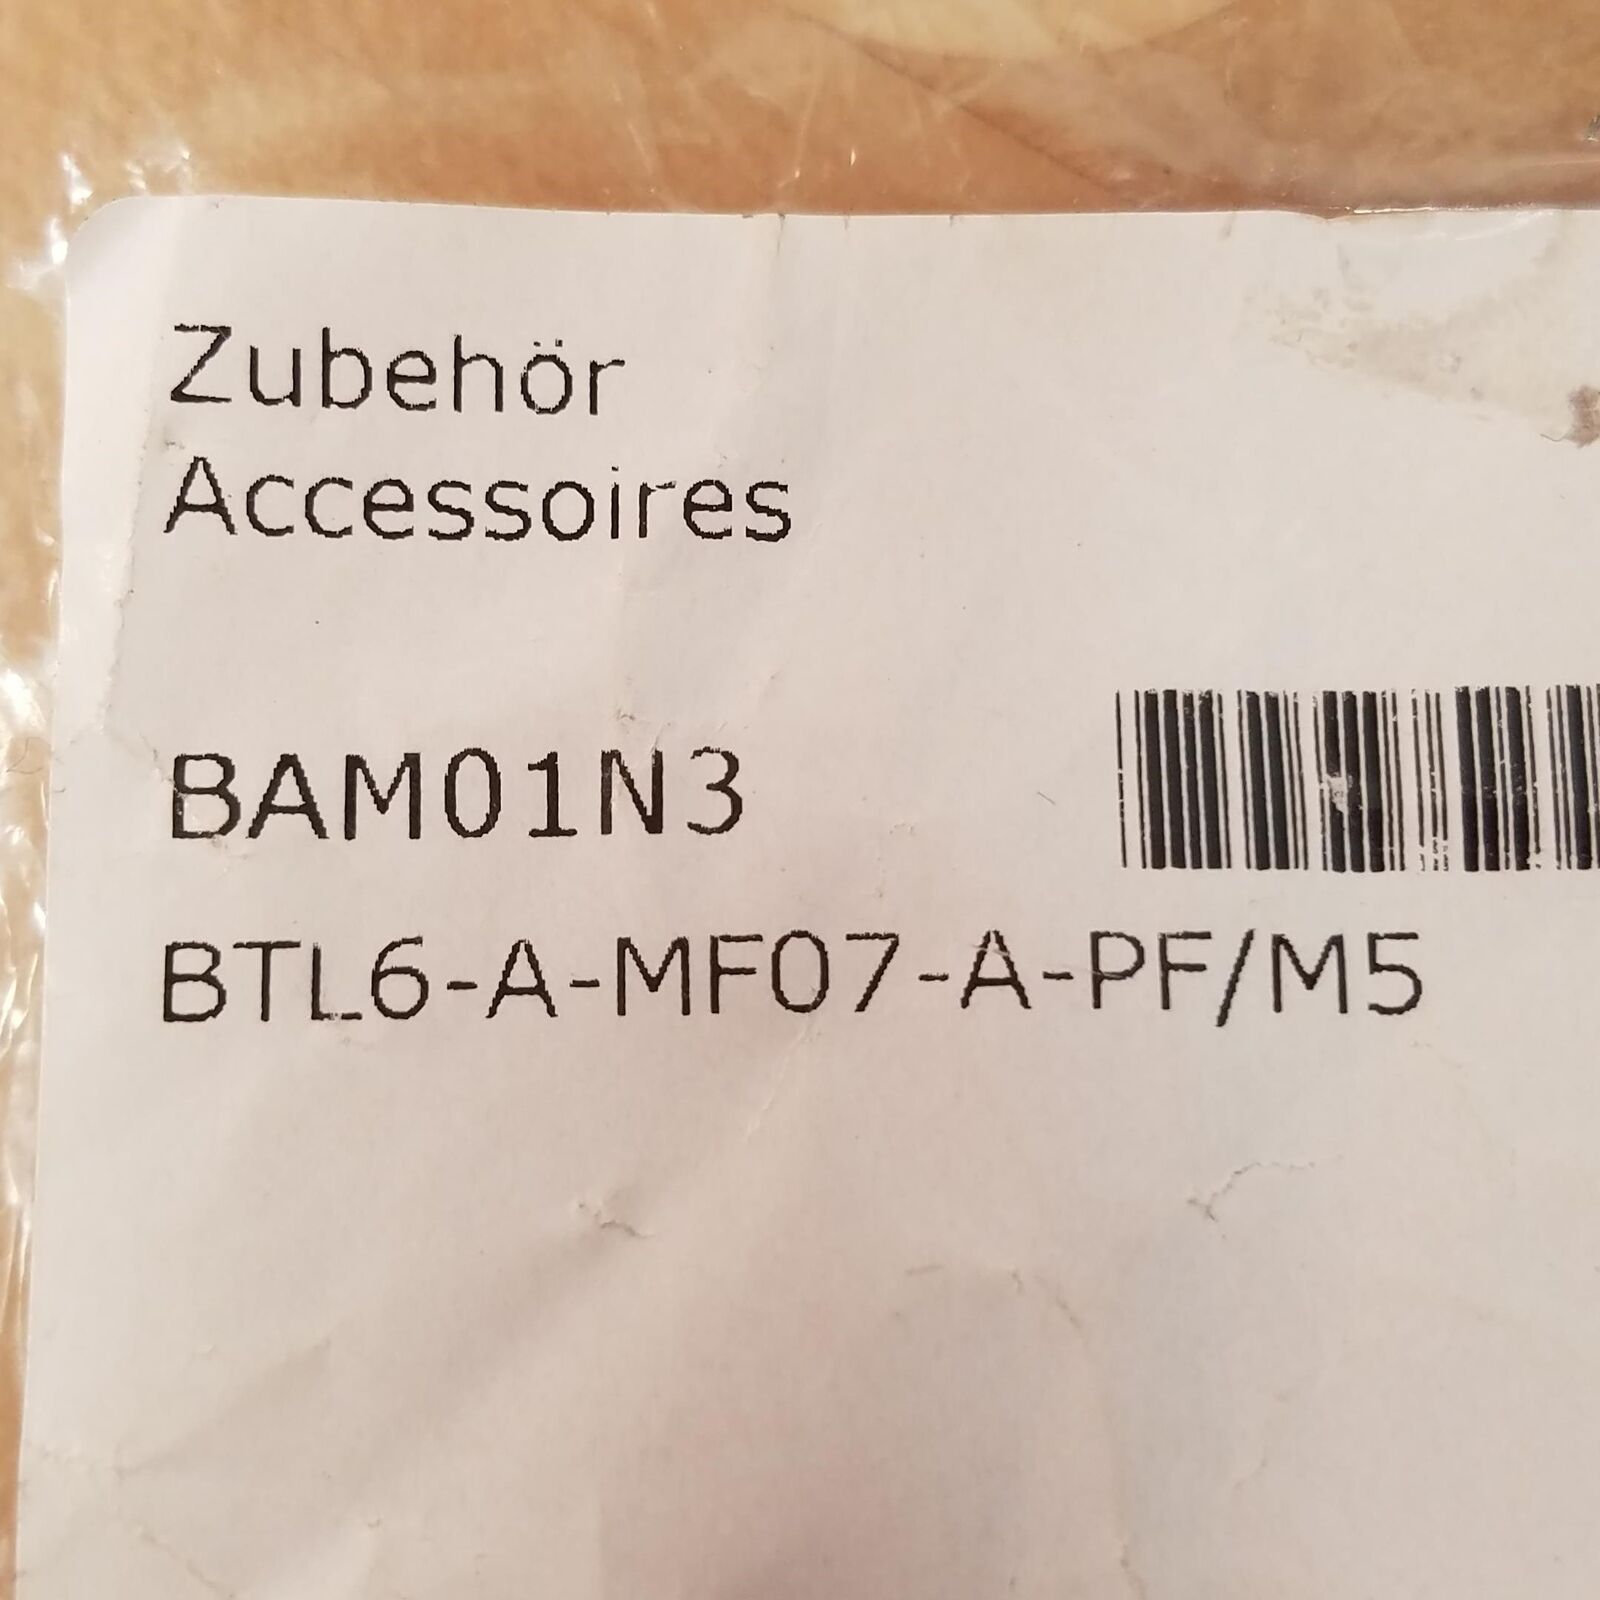 Zubehör
Accessoires
BAM01N3
BTL6-A-MF07-A-PF/M5